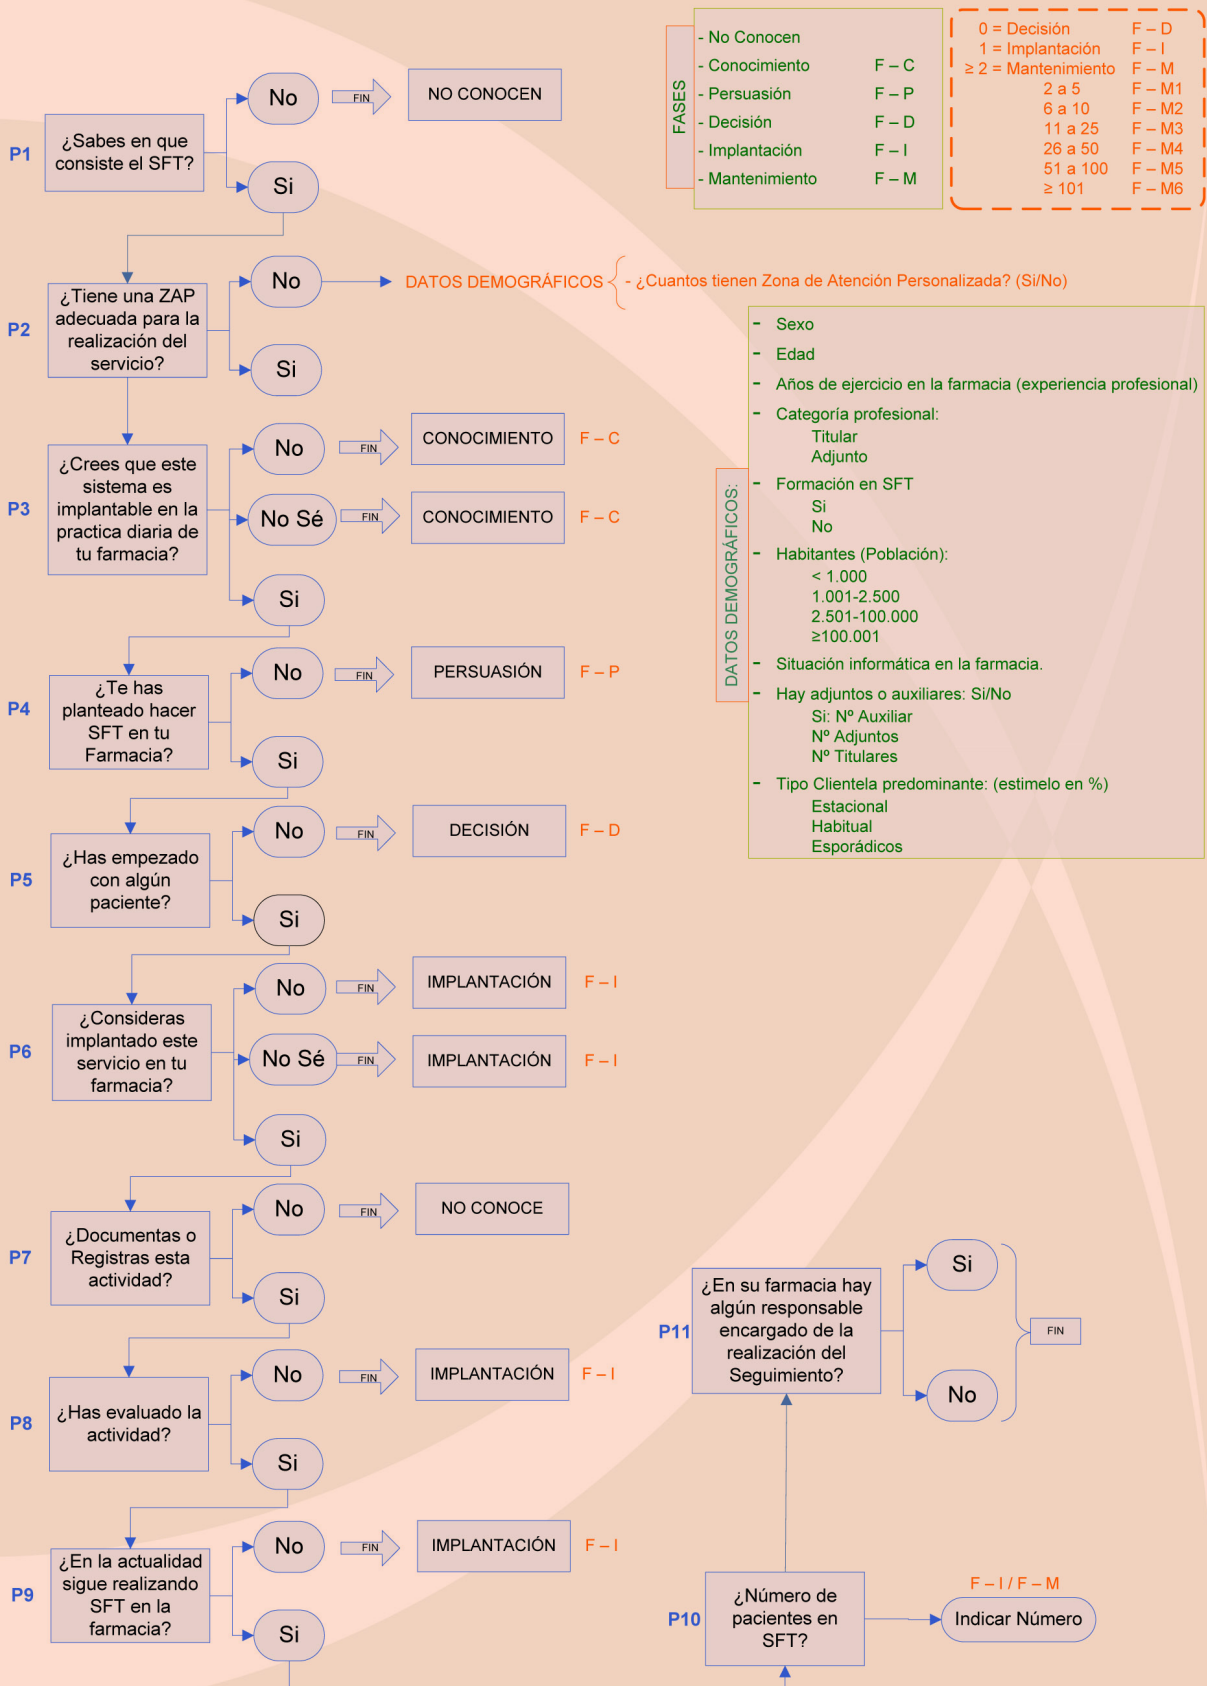 FASES
- No Conocen
- Conocimiento F – C
- Persuasión F – P
- Decisión F – D
- Implantación F – I
- Mantenimiento F – M
0 = Decisión F – D
1 = Implantación F – I
≥ 2 = Mantenimiento F – M
2 a 5 F – M1
6 a 10 F – M2
11 a 25 F – M3
26 a 50 F – M4
51 a 100 F – M5
≥ 101 F – M6
P1
¿Sabes en que
consiste el SFT?
No
FIN
NO CONOCEN
Si
P2
¿Tiene una ZAP
adecuada para la
realización del
servicio?
No
DATOS DEMOGRÁFICOS - ¿Cuantos tienen Zona de Atención Personalizada? (Si/No)
Si
P3
¿Crees que este
sistema es
implantable en la
practica diaria de
tu farmacia?
No
FIN
CONOCIMIENTO F – C
No Sé
FIN
CONOCIMIENTO F – C
Si
P4
¿Te has
planteado hacer
SFT en tu
Farmacia?
No
FIN
PERSUASIÓN F – P
Si
P5
¿Has empezado
con algún
paciente?
No
FIN
DECISIÓN F – D
Si
P6
¿Consideras
implantado este
servicio en tu
farmacia?
No
FIN
IMPLANTACIÓN F – I
No Sé
FIN
IMPLANTACIÓN F – I
Si
P7
¿Documentas o
Registras esta
actividad?
No
FIN
NO CONOCE
Si
P8
¿Has evaluado la
actividad?
No
FIN
IMPLANTACIÓN F – I
Si
P9
¿En la actualidad
sigue realizando
SFT en la
farmacia?
No
FIN
IMPLANTACIÓN F – I
Si
DATOS DEMOGRÁFICOS:
- Sexo
- Edad
- Años de ejercicio en la farmacia (experiencia profesional)
- Categoría profesional:
Titular
Adjunto
- Formación en SFT
Si
No
- Habitantes (Población):
< 1.000
1.001-2.500
2.501-100.000
≥100.001
- Situación informática en la farmacia.
- Hay adjuntos o auxiliares: Si/No
Si: Nº Auxiliar
Nº Adjuntos
Nº Titulares
- Tipo Clientela predominante: (estimelo en %)
Estacional
Habitual
Esporádicos
P11
¿En su farmacia hay
algún responsable
encargado de la
realización del
Seguimiento?
Si
No
FIN
P10
¿Número de
pacientes en
SFT?
F – I / F – M
Indicar Número